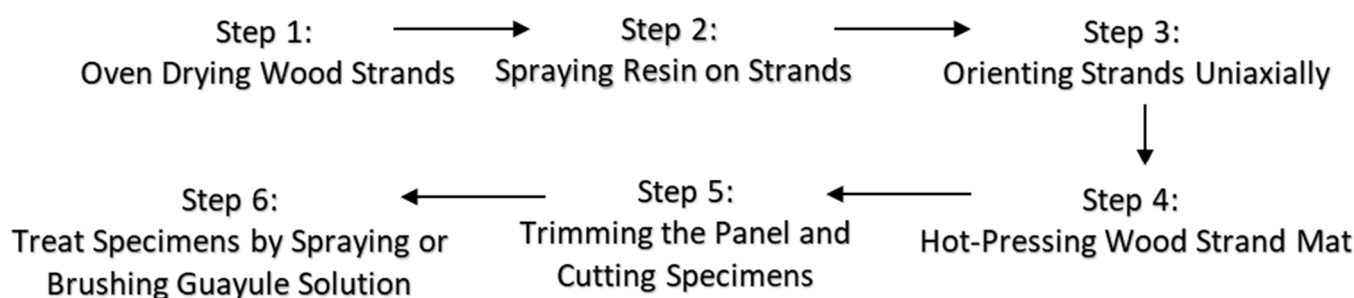 Step 1:
Oven Drying Wood Strands
Step 2:
Spraying Resin on Strands
Step 3:
Orienting Strands Uniaxially
Step 4:
Hot-Pressing Wood Strand Mat
Step 5:
Trimming the Panel and
Cutting Specimens
Step 6:
Treat Specimens by Spraying or
Brushing Guayule Solution